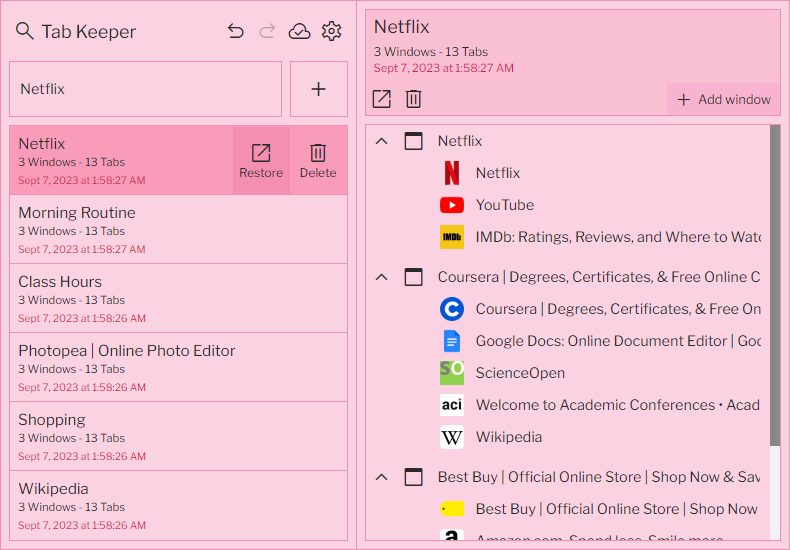 Tab Keeper
Netflix
Netflix
3 Windows - 13 Tabs
Sept 7, 2023 at 1:58:27 AM
Restore
Delete
Morning Routine
3 Windows - 13 Tabs
Sept 7, 2023 at 1:58:27 AM
Class Hours
3 Windows - 13 Tabs
Sept 7, 2023 at 1:58:26 AM
Photopea | Online Photo Editor
3 Windows - 13 Tabs
Sept 7, 2023 at 1:58:26 AM
Shopping
3 Windows - 13 Tabs
Sept 7, 2023 at 1:58:26 AM
Wikipedia
3 Windows - 13 Tabs
Sept 7, 2023 at 1:58:26 AM
Netflix
3 Windows - 13 Tabs
Sept 7, 2023 at 1:58:27 AM
Add window
Netflix
N Netflix
YouTube
IMDb IMDb: Ratings, Reviews, and Where to Watc
Coursera | Degrees, Certificates, & Free Online C
C Coursera | Degrees, Certificates, & Free On
Google Docs: Online Document Editor | Goo
SO ScienceOpen
aci Welcome to Academic Conferences • Acad
W Wikipedia
Best Buy | Official Online Store | Shop Now & Sav
Best Buy | Official Online Store | Shop Now
a Amazon.com. Spend less. Smile more.